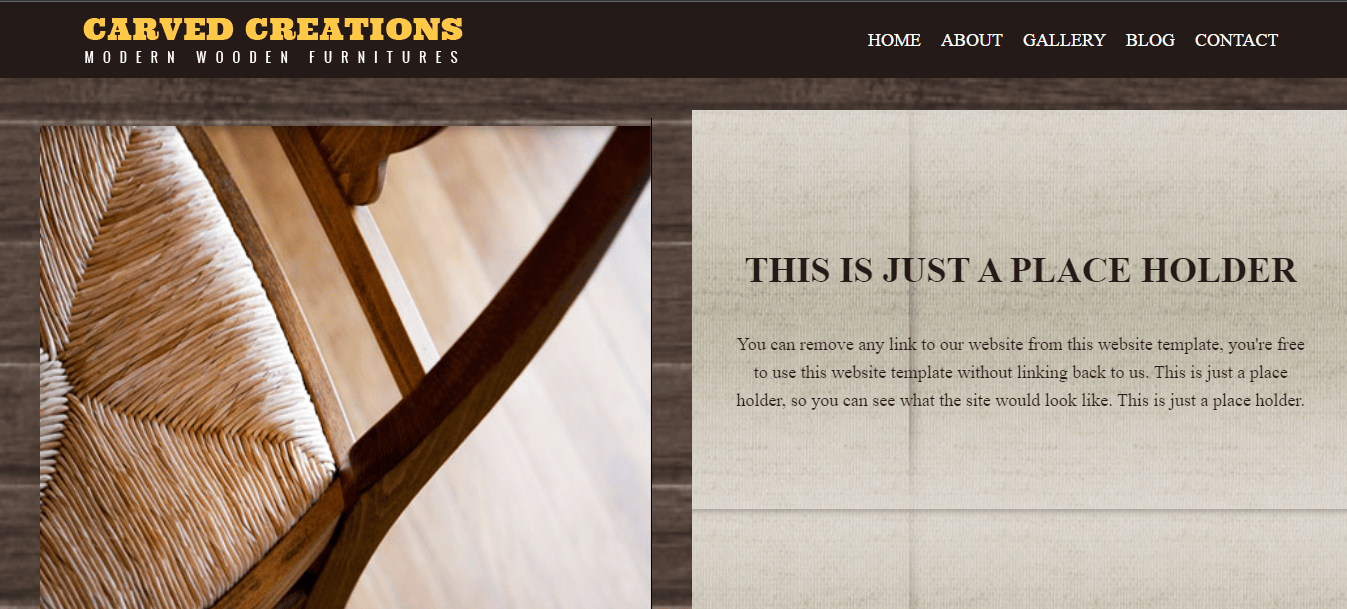 CARVED CREATIONS
MODERN WOODEN FURNITURES
HOME ABOUT GALLERY BLOG CONTACT
THIS IS JUST A PLACE HOLDER
You can remove any link to our website from this website template, you're free
to use this website template without linking back to us. This is just a place
holder, so you can see what the site would look like. This is just a place holder.